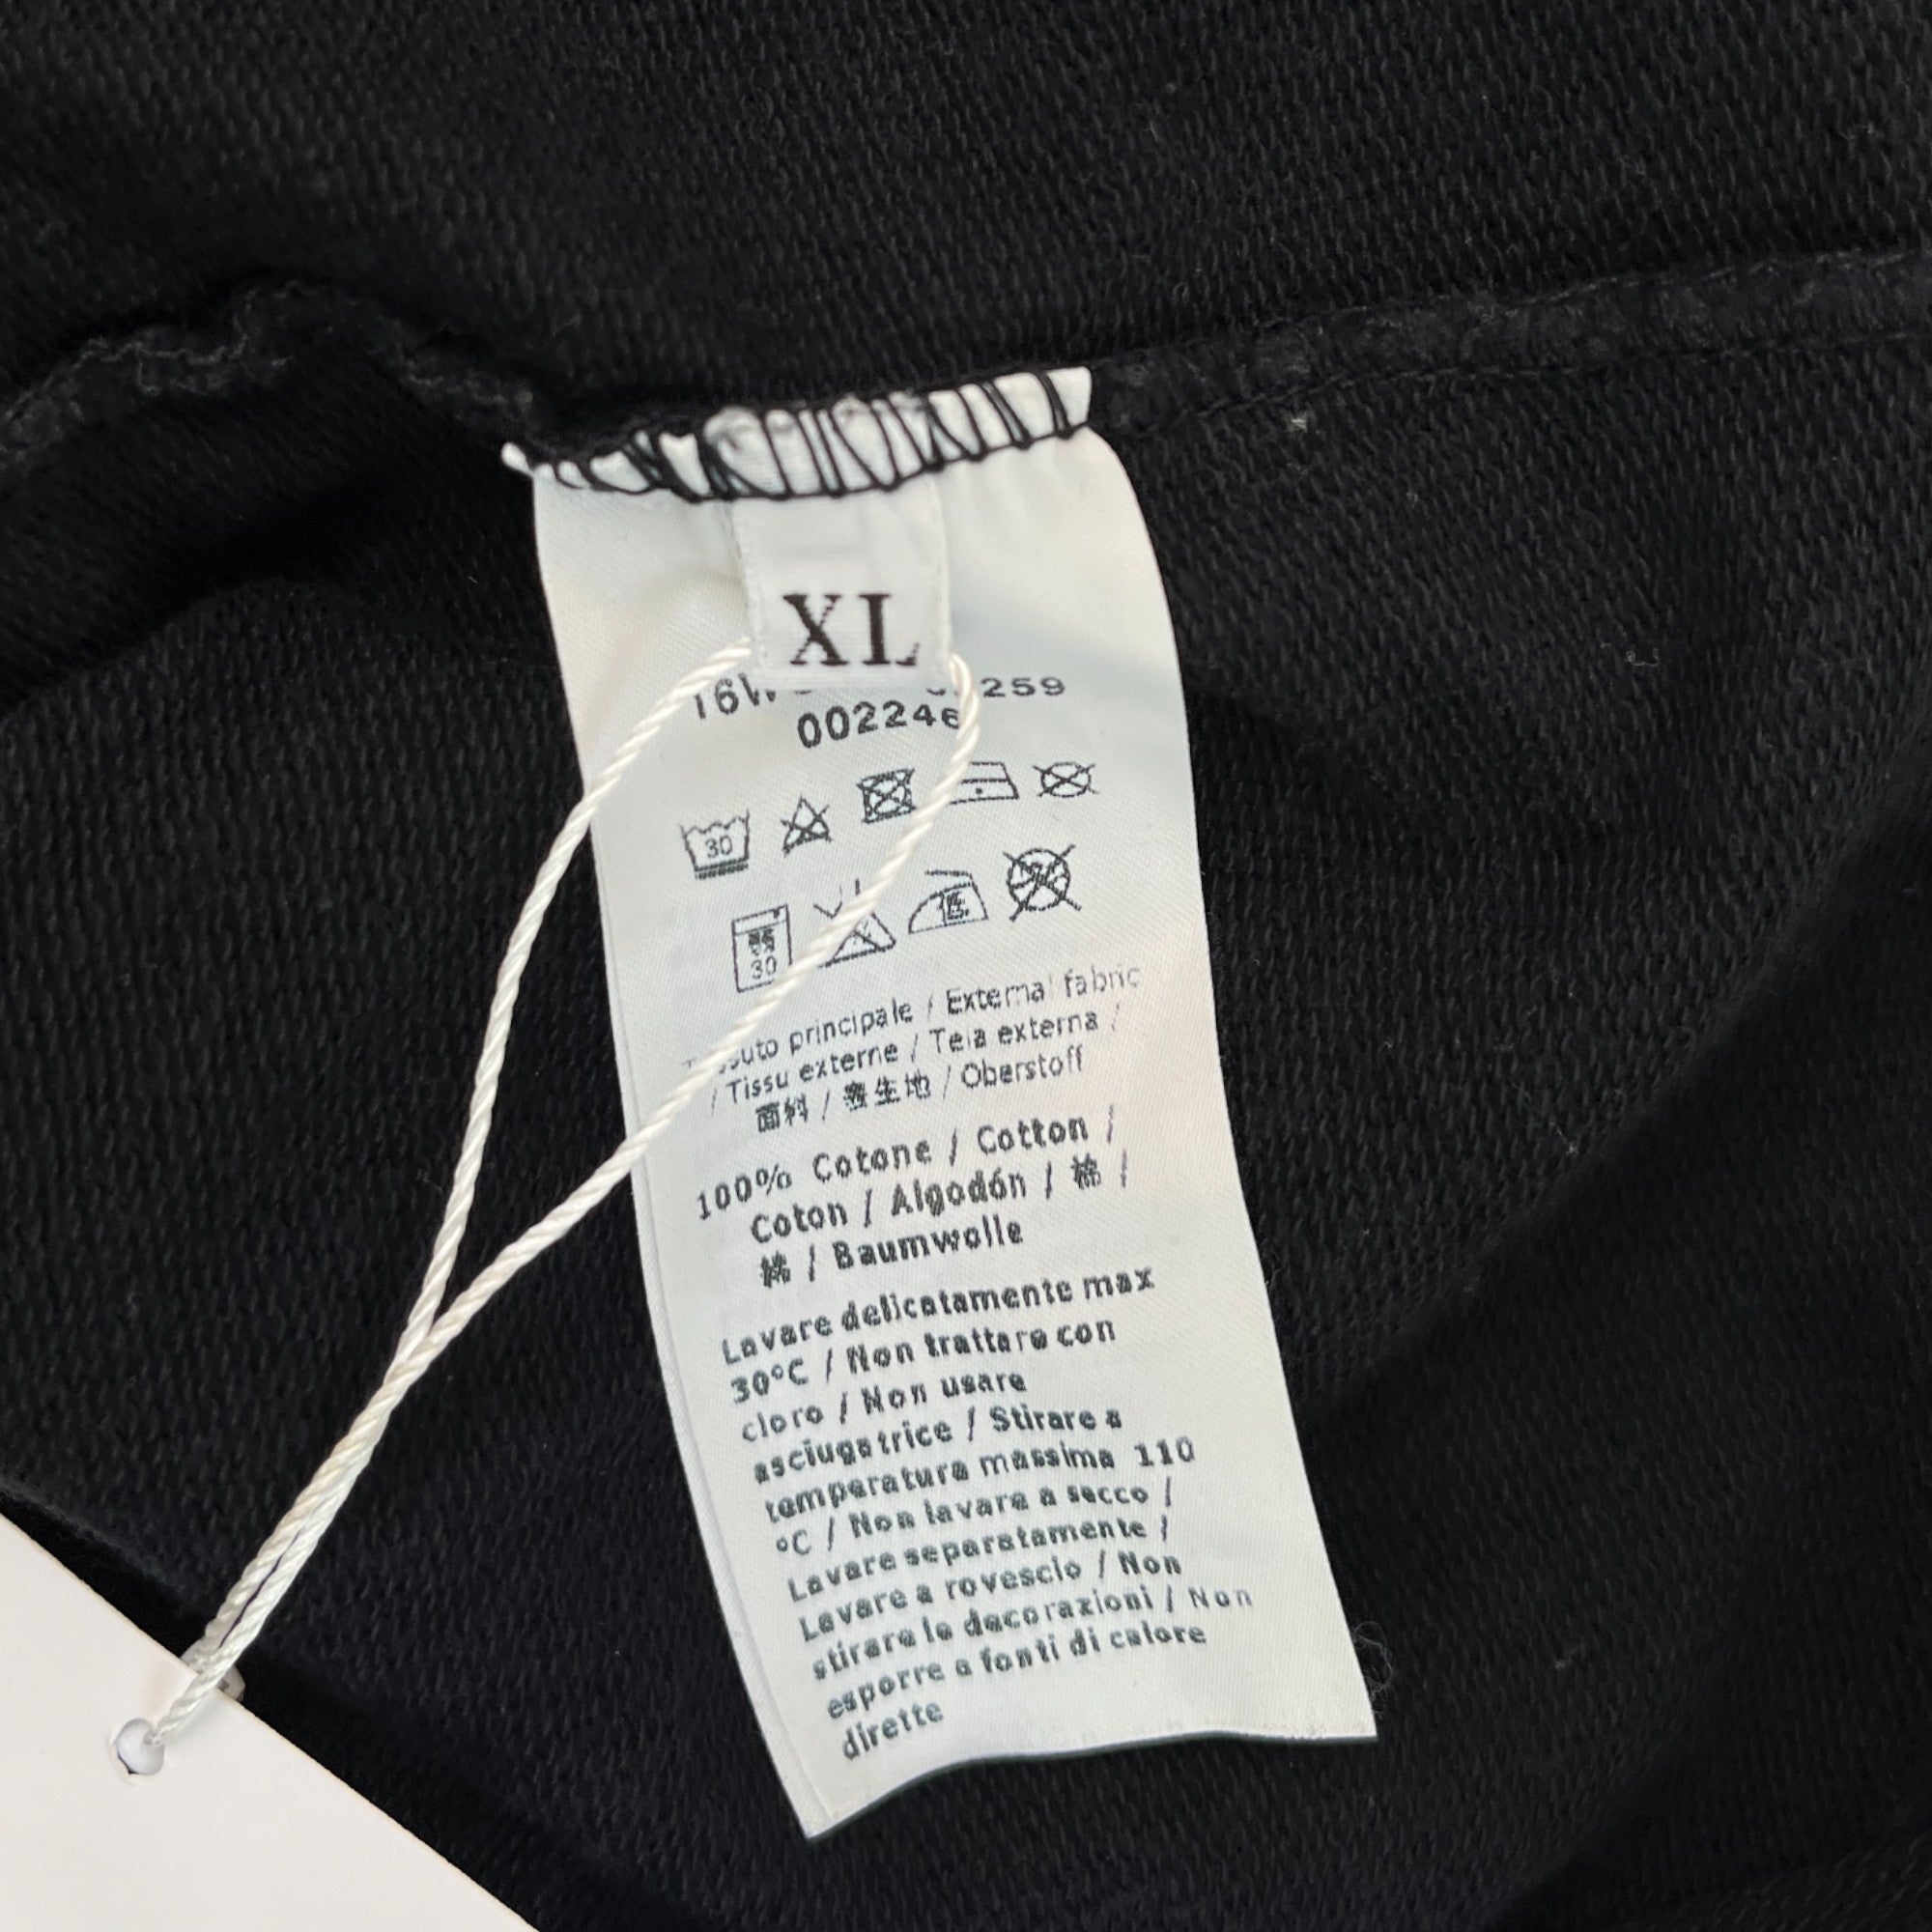 XL
259
002246
30
低
30
principale / External fabric
/ Tissu externe / Tela externa /
面料 / 表生地 / Oberstoff
100% Cotone / Cotton /
Coton / Algodón / 棉 /
綿 / Baumwolle
Lavare delicatamente max
30°C / Non trattare con
cloro / Non usare
asciugatrice / Stirare a
temperatura massima 110
°C / Non lavare a secco /
Lavare separatamente /
Lavare a rovescio / Non
stirare le decorazioni / Non
esporre a fonti di calore
dirette